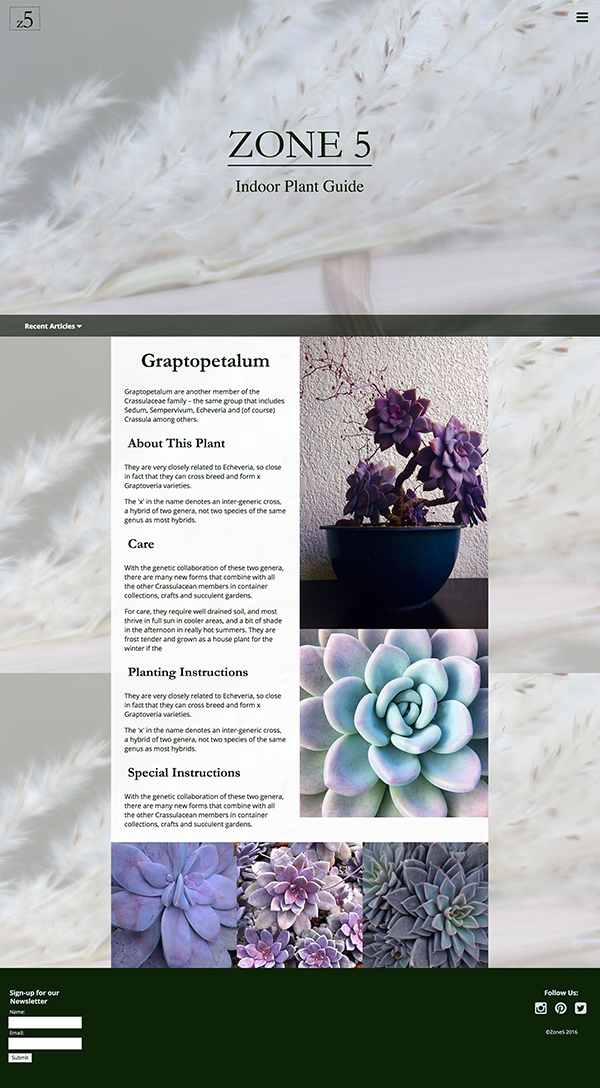 z5
ZONE 5
Indoor Plant Guide
Recent Articles
Graptopetalum
Graptopetalum are another member of the
Crassulaceae family – the same group that includes
Sedum, Sempervivum, Echeveria and (of course)
Crassula among others.
About This Plant
They are very closely related to Echeveria, so close
in fact that they can cross breed and form x
Graptoveria varieties.
The 'x' in the name denotes an inter-generic cross,
a hybrid of two genera, not two species of the same
genus as most hybrids.
Care
With the genetic collaboration of these two genera,
there are many new forms that combine with all
the other Crassulacean members in container
collections, crafts and succulent gardens.
For care, they require well drained soil, and most
thrive in full sun in cooler areas, and a bit of shade
in the afternoon in really hot summers. They are
frost tender and grown as a house plant for the
winter if the
Planting Instructions
They are very closely related to Echeveria, so close
in fact that they can cross breed and form x
Graptoveria varieties.
The 'x' in the name denotes an inter-generic cross,
a hybrid of two genera, not two species of the same
genus as most hybrids.
Special Instructions
With the genetic collaboration of these two genera,
there are many new forms that combine with all
the other Crassulacean members in container
collections, crafts and succulent gardens.
Sign-up for our
Newsletter
Name:
Email:
Submit
Follow Us:
©Zone5 2016